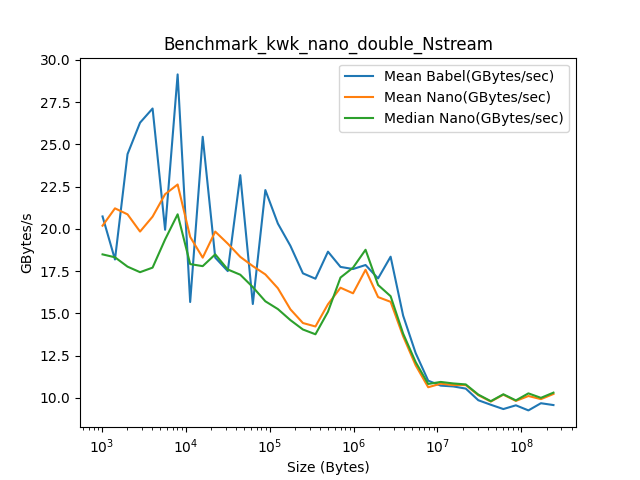 Benchmark_kwk_nano_double_Nstream
Mean Babel(GBytes/sec)
Mean Nano(GBytes/sec)
Median Nano(GBytes/sec)
GBytes/s
30.0
27.5
25.0
22.5
20.0
17.5
15.0
12.5
10.0
10³ 10⁴ 10⁵ 10⁶ 10⁷ 10⁸
Size (Bytes)